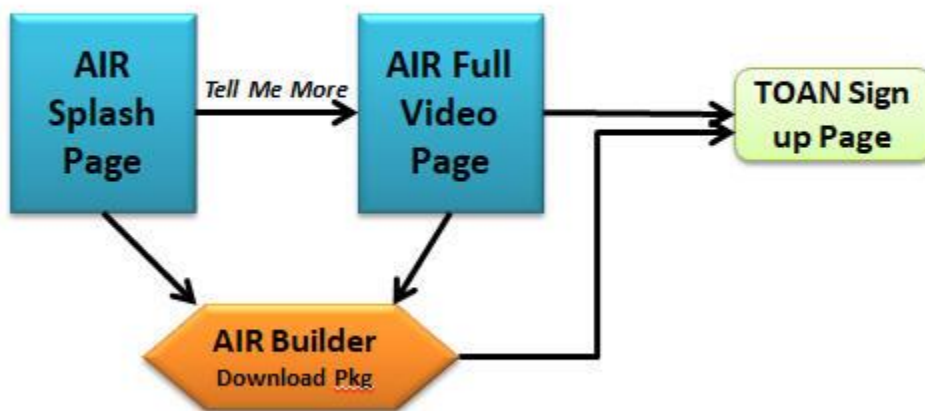 AIR
Splash
Page
Tell Me More
AIR Full
Video
Page
TOAN Sign
up Page
AIR Builder
Download Pkg